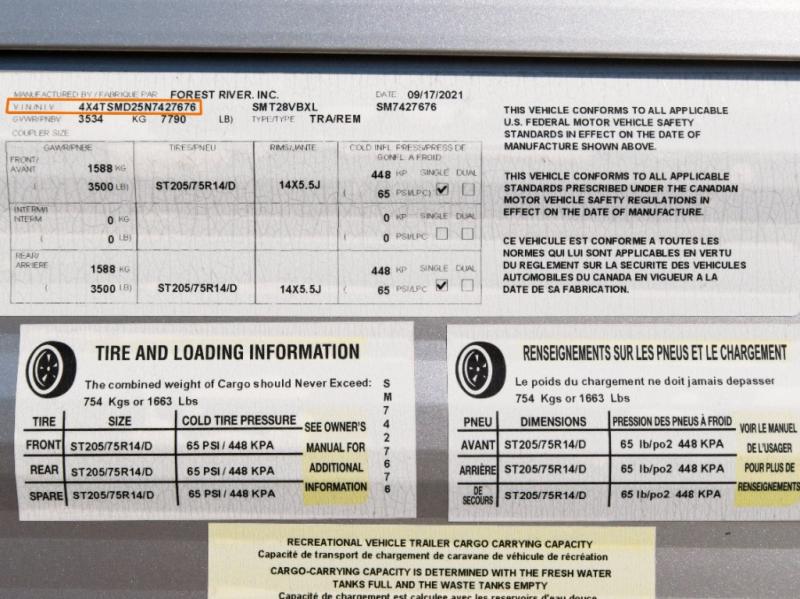 MANUFACTURED BY / FABRIQUE PAR FOREST RIVER, INC. DATE 09/17/2021
V.I.N./N.I.V. 4X4TSMD25N7427676 SMT28VBXL SM7427676
GVWR/PNBV 3534 KG 7790 LB) TYPE/TYPE TRA/REM
COUPLER SIZE
GAWR/PNBE TIRES/PNEU RIMS/JANTE COLD INFL PRESS/PRESS DE GONFL A FROID
FRONT/ AVANT 1588 KG 448 KP SINGLE DUAL
( 3500 LB) ST205/75R14/D 14X5.5J ( 65 PSI/LPC)
INTERM/ INTERM 0 KG 0 KP SINGLE DUAL
( 0 LB) ( 0 PSI/LPC
REAR/ ARRIERE 1588 KG 448 KP SINGLE DUAL
( 3500 LB) ST205/75R14/D 14X5.5J ( 65 PSI/LPC
THIS VEHICLE CONFORMS TO ALL APPLICABLE
U.S. FEDERAL MOTOR VEHICLE SAFETY
STANDARDS IN EFFECT ON THE DATE OF
MANUFACTURE SHOWN ABOVE.
THIS VEHICLE CONFORMS TO ALL APPLICABLE
STANDARDS PRESCRIBED UNDER THE CANADIAN
MOTOR VEHICLE SAFETY REGULATIONS IN
EFFECT ON THE DATE OF MANUFACTURE.
CE VEHICULE EST CONFORME A TOUTES LES
NORMES QUI LUI SONT APPLICABLES EN VERTU
DU REGLEMENT SUR LA SECURITE DES VEHICULES
AUTOMOBILES DU CANADA EN VIGUEUR A LA
DATE DE SA FABRICATION.
TIRE AND LOADING INFORMATION
The combined weight of Cargo should Never Exceed:
754 Kgs or 1663 Lbs
TIRE SIZE COLD TIRE PRESSURE
FRONT ST205/75R14/D 65 PSI / 448 KPA
REAR ST205/75R14/D 65 PSI / 448 KPA
SPARE ST205/75R14/D 65 PSI / 448 KPA
SEE OWNER'S
MANUAL FOR
ADDITIONAL
INFORMATION
SM7427676
RENSEIGNEMENTS SUR LES PNEUS ET LE CHARGEMENT
Le poids du chargement ne doit jamais depasser
754 Kgs or 1663 Lbs
PNEU DIMENSIONS PRESSION DES PNEUS À FROID
AVANT ST205/75R14/D 65 lb/po2 448 KPA
ARRIÈRE ST205/75R14/D 65 lb/po2 448 KPA
DE SECOURS ST205/75R14/D 65 lb/po2 448 KPA
VOIR LE MANUEL
DE L'USAGER
POUR PLUS DE
RENSEIGNEMENTS
RECREATIONAL VEHICLE TRAILER CARGO CARRYING CAPACITY
Capacité de transport de chargement de caravane de véhicule de récréation
CARGO-CARRYING CAPACITY IS DETERMINED WITH THE FRESH WATER
TANKS FULL AND THE WASTE TANKS EMPTY
Capacité de chargement est calculee avec les reservoirs d'eau douce